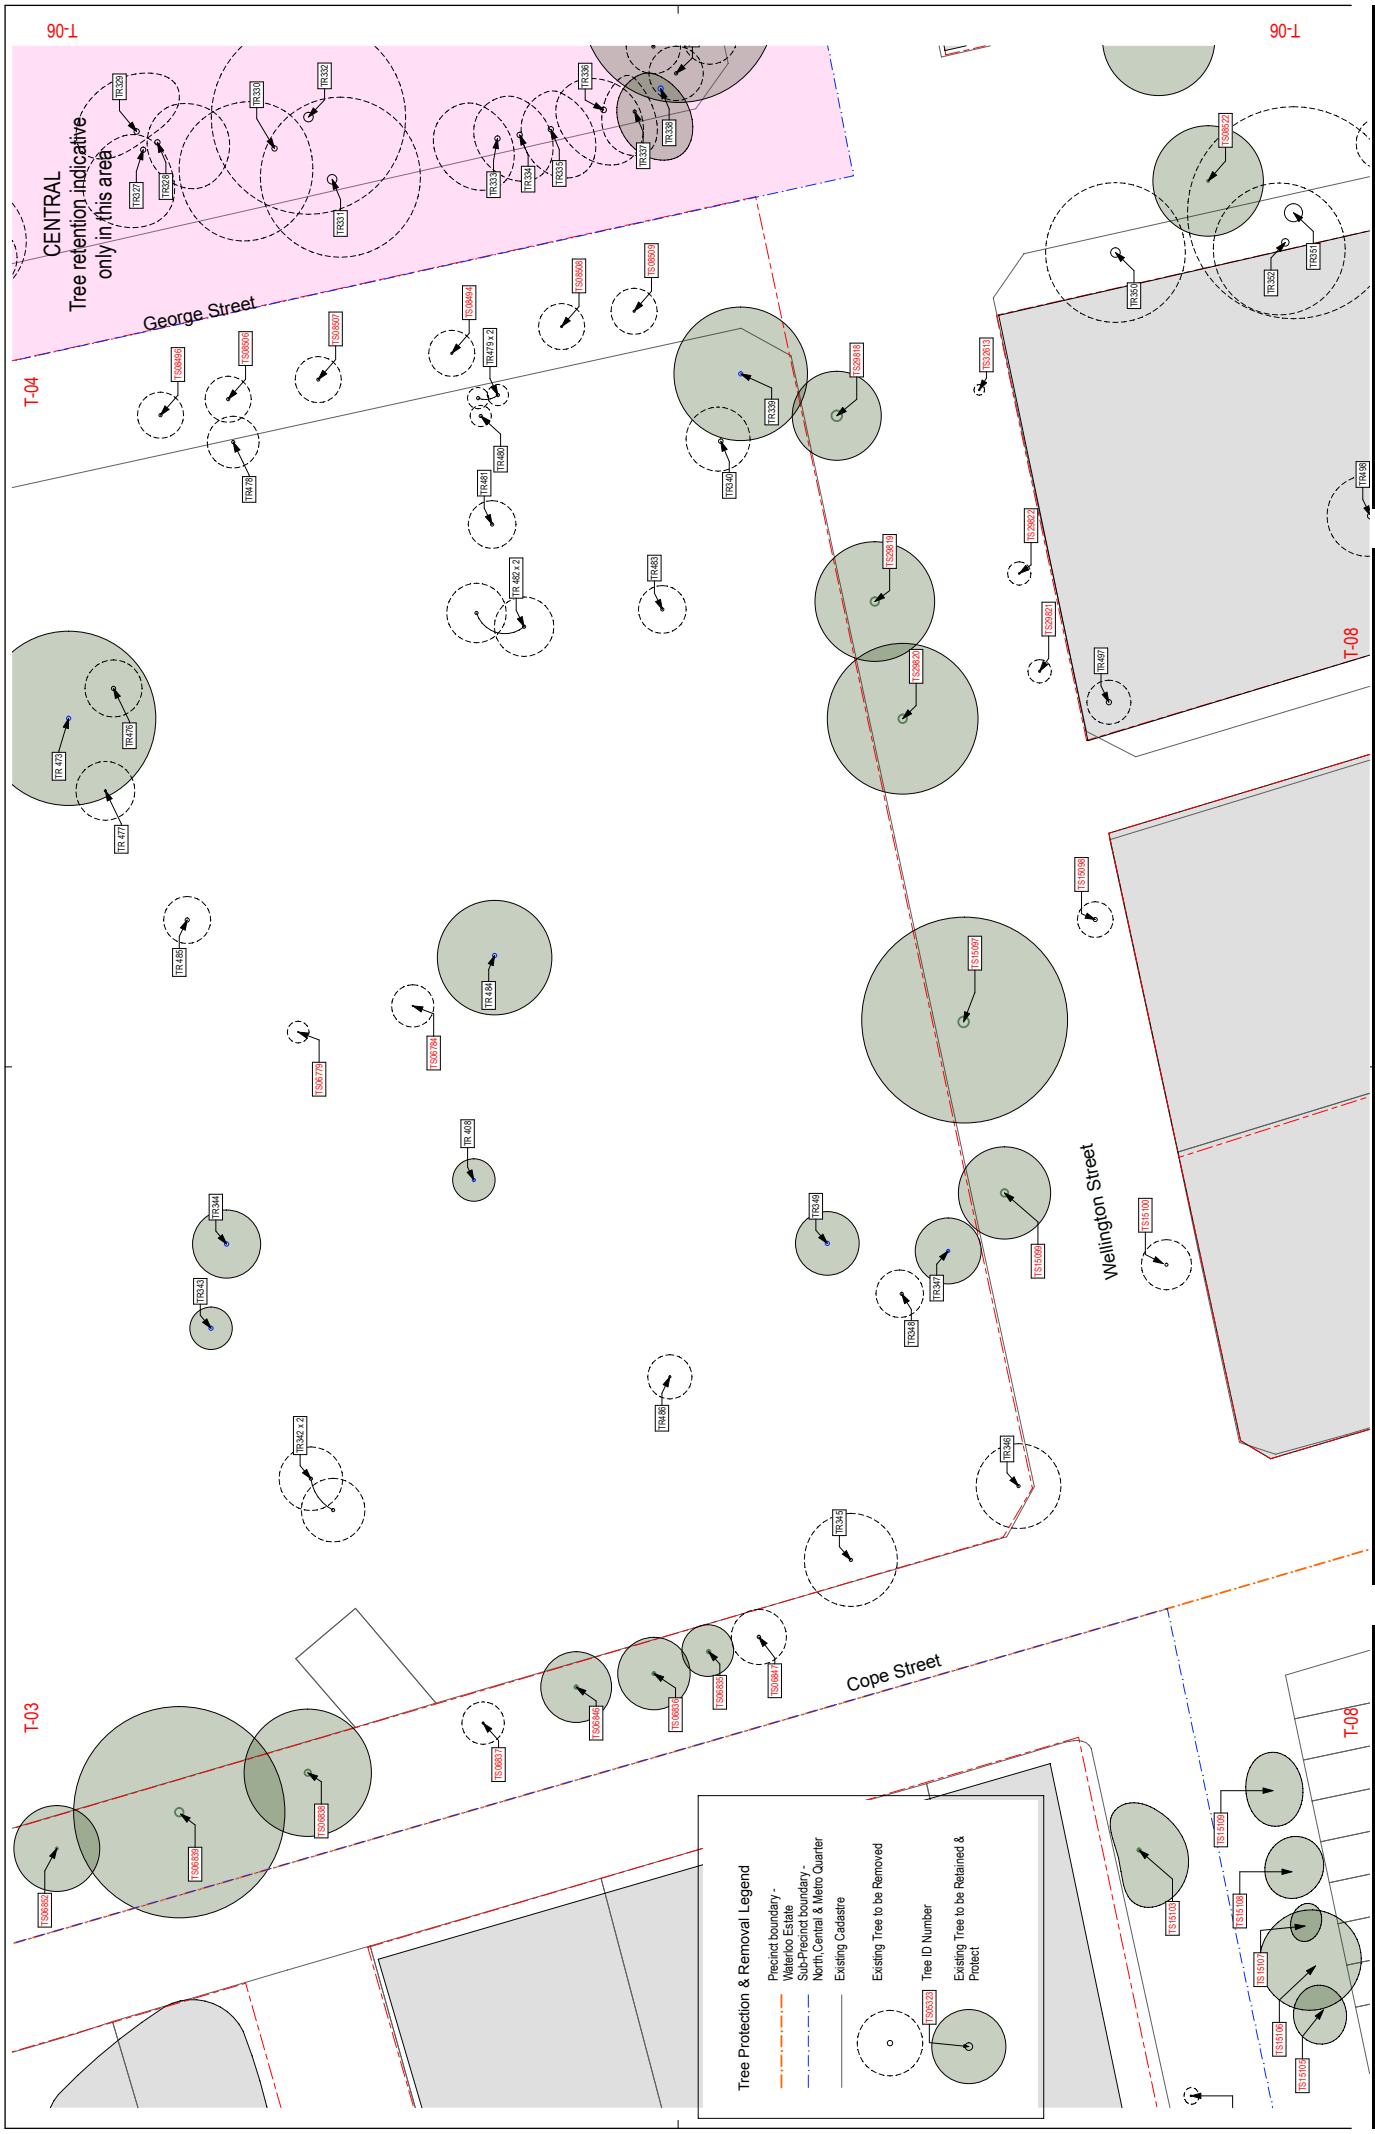 T-06
T-06
CENTRAL
Tree retention indicative
only in this area
TR329
TR330
TR332
TR327
TR328
TR331
TR333
TR334
TR335
TR336
TR337
TR338
TS08522
TR350
TR352
TR351
T-04
George Street
TS08496
TS08506
TS08507
TS08494
TS08508
TS08509
TR479 x 2
TR478
TR480
TR481
TR339
TR340
TS29818
TS32613
TR498
TR 482 x 2
TR483
TS29819
TS29822
TS29821
TS29820
TR497
T-08
TR 473
TR476
TR 477
TR 485
TR 484
TS15098
TS15097
TS06779
TS06784
TR 408
TR344
TR343
TR349
TR347
TR348
TS15099
Wellington Street
TS15100
TR342 x 2
TR486
TR346
TR345
T-03
Cope Street
TS06847
TS06835
TS06836
TS06846
TS06837
TS06838
TS06839
TS06852
T-08
TS15109
TS15108
TS15103
TS15107
TS15106
TS15105
Tree Protection & Removal Legend
Precinct boundary -
Waterloo Estate
Sub-Precinct boundary -
North,Central & Metro Quarter
Existing Cadastre
Existing Tree to be Removed
TS05323
Tree ID Number
Existing Tree to be Retained &
Protect